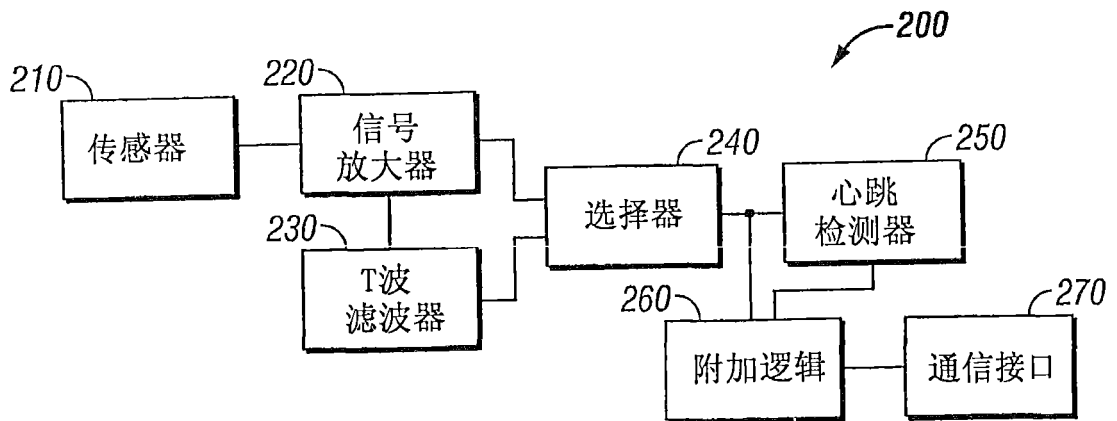 200
210
传感器
220
信号
放大器
230
T波
滤波器
240
选择器
250
心跳
检测器
260
附加逻辑
270
通信接口